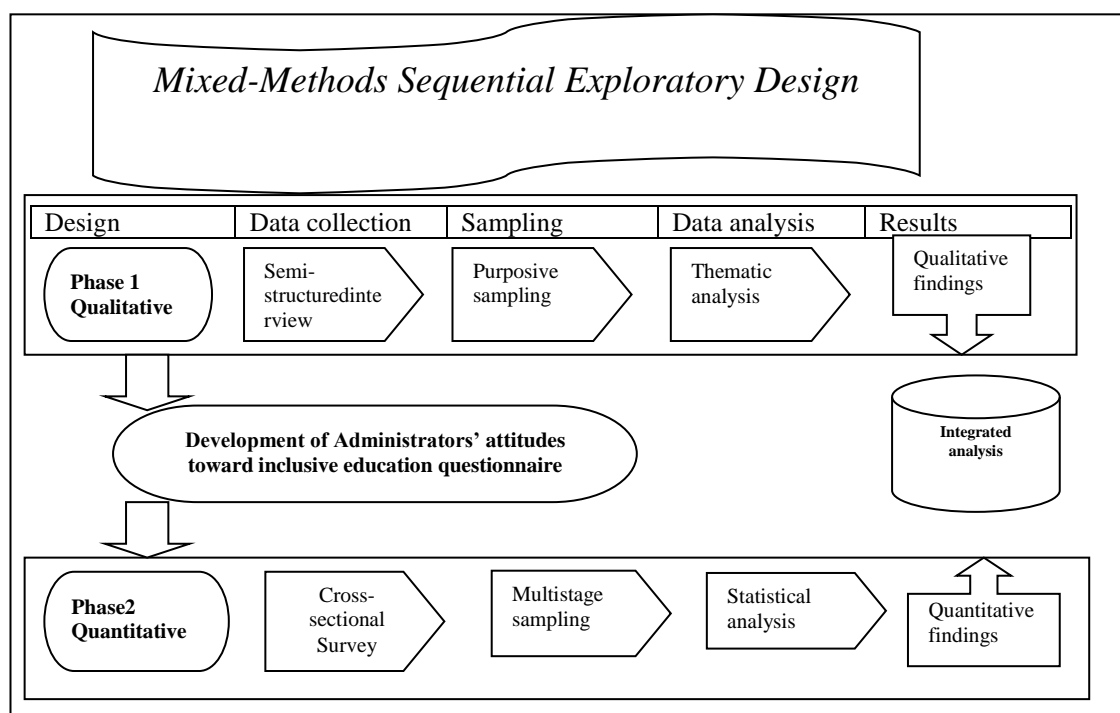 Mixed-Methods Sequential Exploratory Design
Design Data collection Sampling Data analysis Results
Phase 1
Qualitative
Semi-
structuredinte
rview
Purposive
sampling
Thematic
analysis
Qualitative
findings
Development of Administrators’ attitudes
toward inclusive education questionnaire
Integrated
analysis
Phase2
Quantitative
Cross-
sectional
Survey
Multistage
sampling
Statistical
analysis
Quantitative
findings